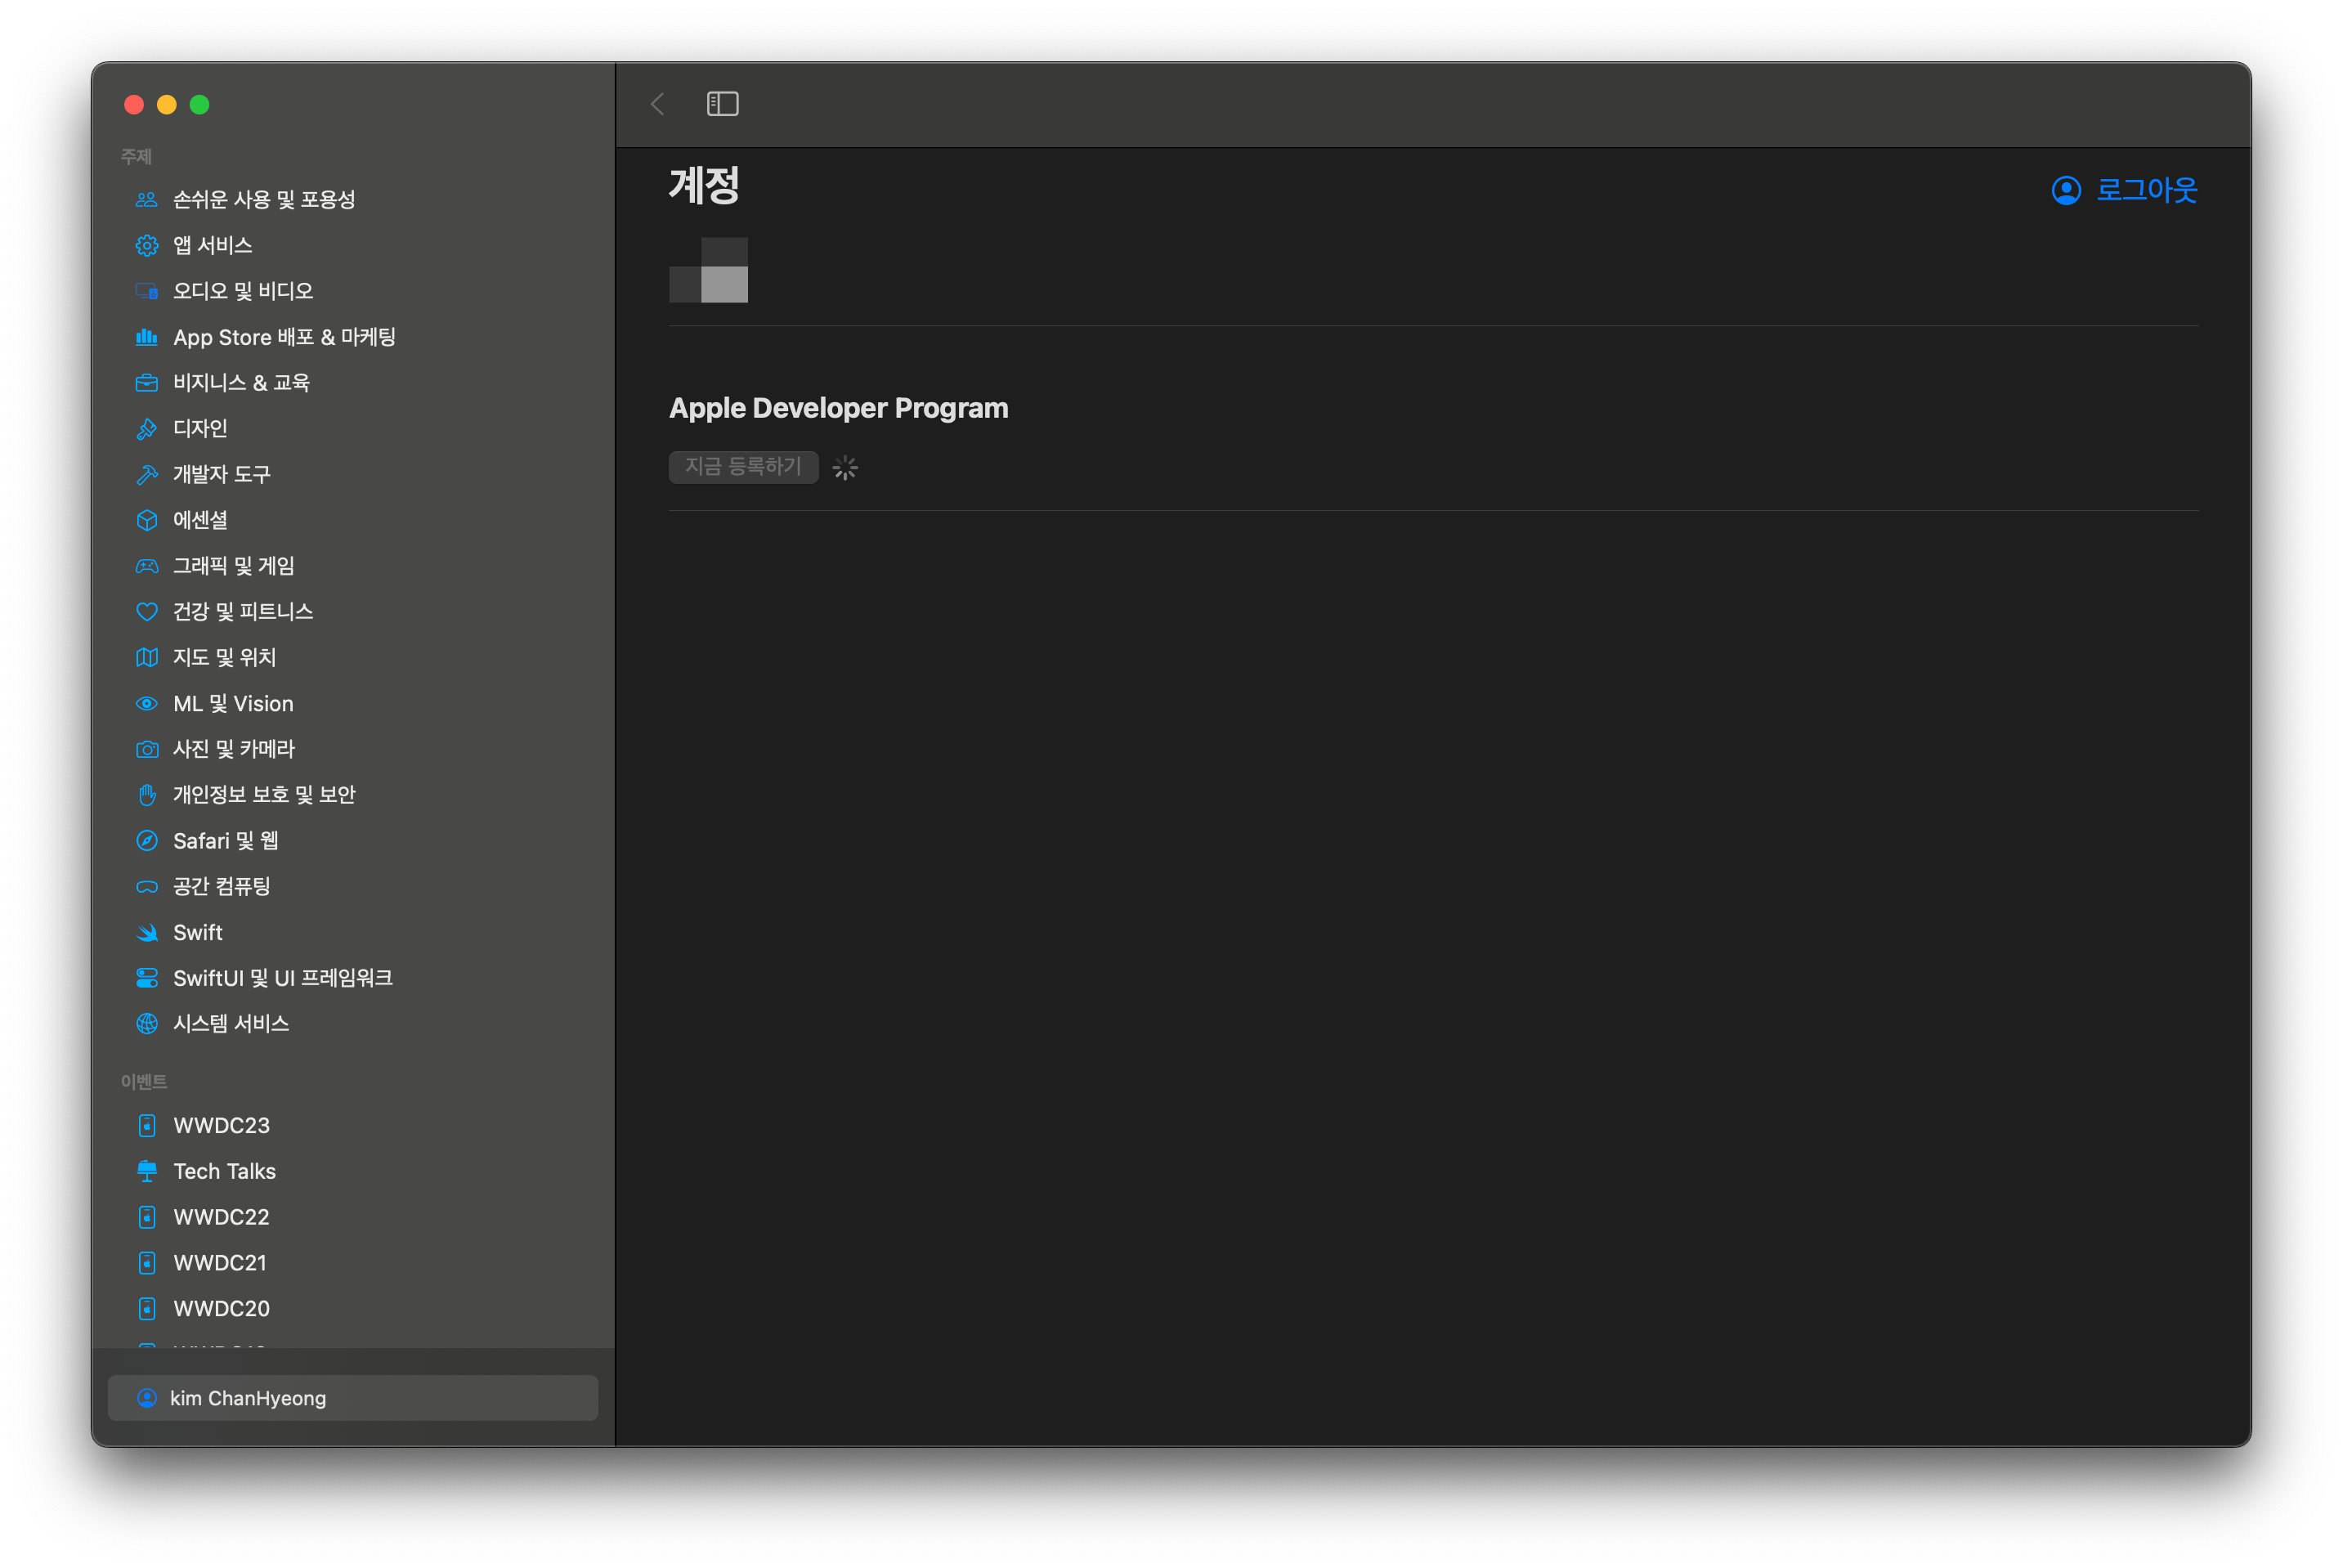 주제
손쉬운 사용 및 포용성
앱 서비스
오디오 및 비디오
App Store 배포 & 마케팅
비지니스 & 교육
디자인
개발자 도구
에센셜
그래픽 및 게임
건강 및 피트니스
지도 및 위치
ML 및 Vision
사진 및 카메라
개인정보 보호 및 보안
Safari 및 웹
공간 컴퓨팅
Swift
SwiftUI 및 UI 프레임워크
시스템 서비스
이벤트
WWDC23
Tech Talks
WWDC22
WWDC21
WWDC20
kim ChanHyeong
계정
로그아웃
Apple Developer Program
지금 등록하기